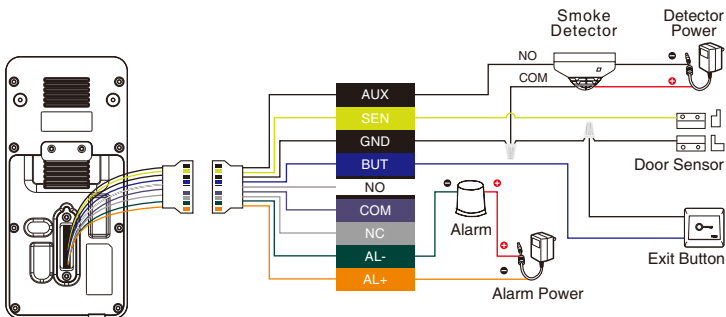 Smoke
Detector
Detector
Power
NO
COM
AUX
SEN
GND
BUT
NO
COM
NC
AL-
AL+
Door Sensor
Alarm
Exit Button
Alarm Power